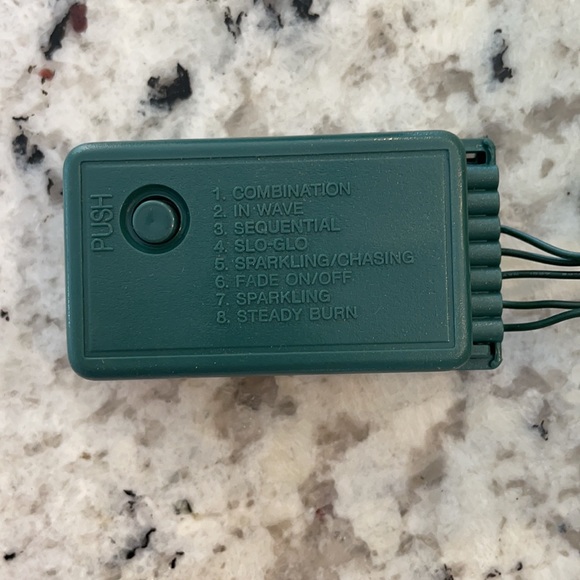 PUSH
1. COMBINATION
2. IN WAVE
3. SEQUENTIAL
4. SLO-GLO
5. SPARKLING/CHASING
6. FADE ON/OFF
7. SPARKLING
8. STEADY BURN